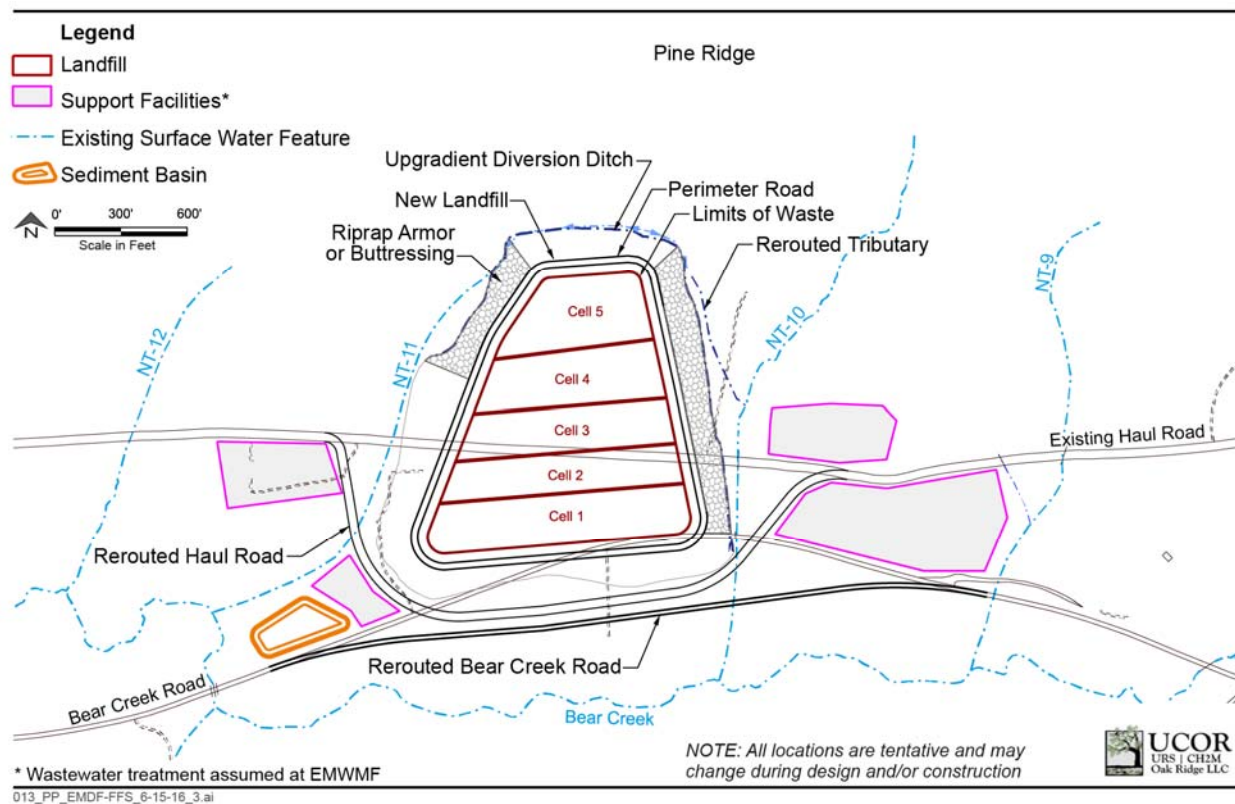 Legend
Landfill
Support Facilities*
Existing Surface Water Feature
Sediment Basin
N
0' 300' 600'
Scale in Feet
Pine Ridge
Upgradient Diversion Ditch
New Landfill
Riprap Armor
or Buttressing
Perimeter Road
Limits of Waste
Rerouted Tributary
NT-12
NT-11
NT-10
NT-9
Cell 5
Cell 4
Cell 3
Cell 2
Cell 1
Existing Haul Road
Rerouted Haul Road
Rerouted Bear Creek Road
Bear Creek Road
Bear Creek
NOTE: All locations are tentative and may
change during design and/or construction
UCOR
URS | CH2M
Oak Ridge LLC
* Wastewater treatment assumed at EMWMF
013_PP_EMDF-FFS_6-15-16_3.ai